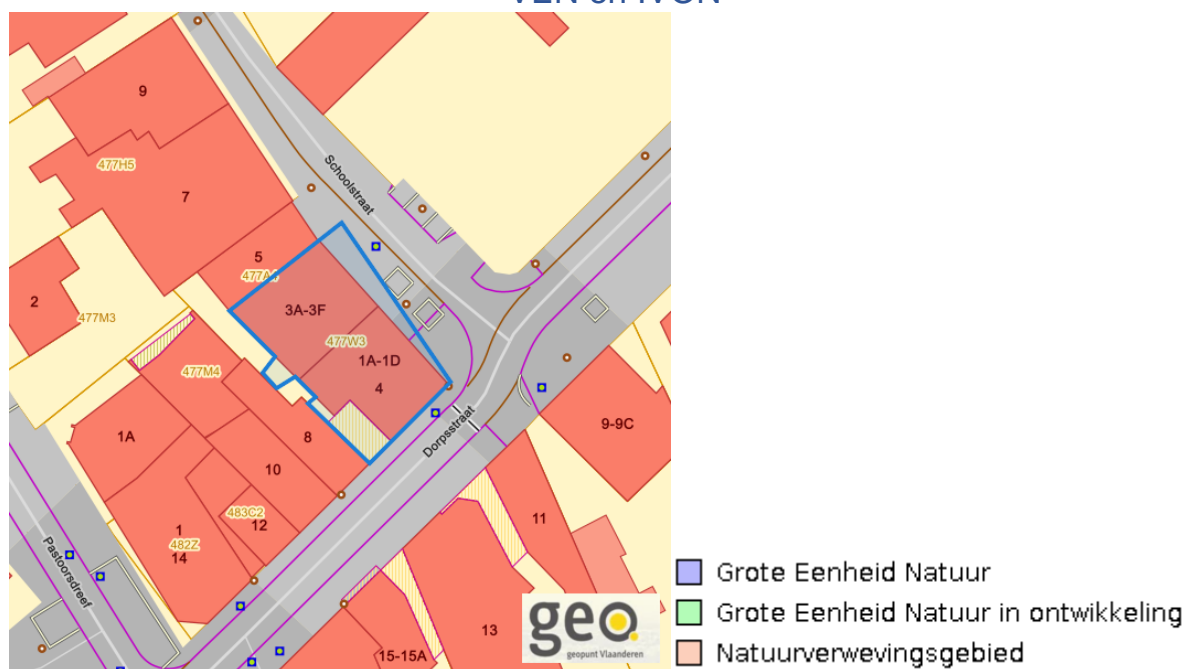 VEN en IVON
9
477H5
Schoolstraat
7
5
477A4
2
3A-3F
477M3
477W3
1A-1D
477M4
4
Dorpsstraat
9-9C
1A
8
10
483C2
12
11
1
482Z
14
Pastoorsdreef
13
15-15A
geo.
geopunt Vlaanderen
Grote Eenheid Natuur
Grote Eenheid Natuur in ontwikkeling
Natuurverwevingsgebied